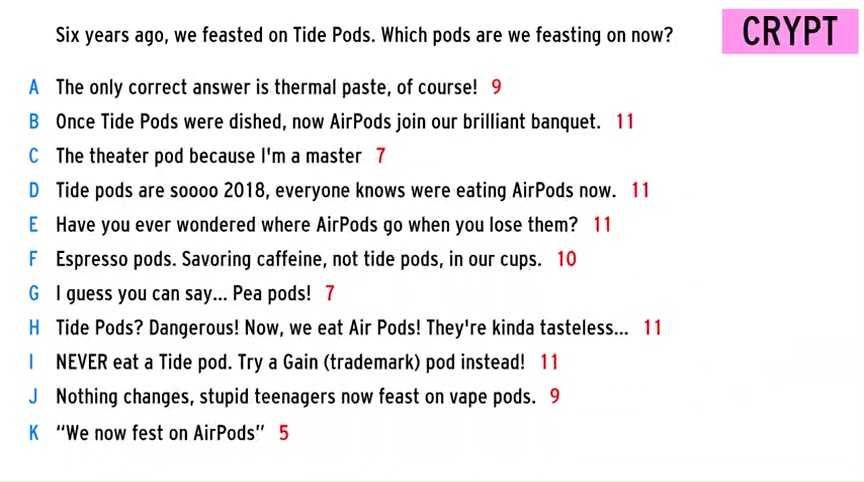 Six years ago, we feasted on Tide Pods. Which pods are we feasting on now?
CRYPT
A The only correct answer is thermal paste, of course! 9
B Once Tide Pods were dished, now AirPods join our brilliant banquet. 11
C The theater pod because I'm a master 7
D Tide pods are soooo 2018, everyone knows were eating AirPods now. 11
E Have you ever wondered where AirPods go when you lose them? 11
F Espresso pods. Savoring caffeine, not tide pods, in our cups. 10
G I guess you can say... Pea pods! 7
H Tide Pods? Dangerous! Now, we eat Air Pods! They're kinda tasteless... 11
I NEVER eat a Tide pod. Try a Gain (trademark) pod instead! 11
J Nothing changes, stupid teenagers now feast on vape pods. 9
K “We now fest on AirPods” 5